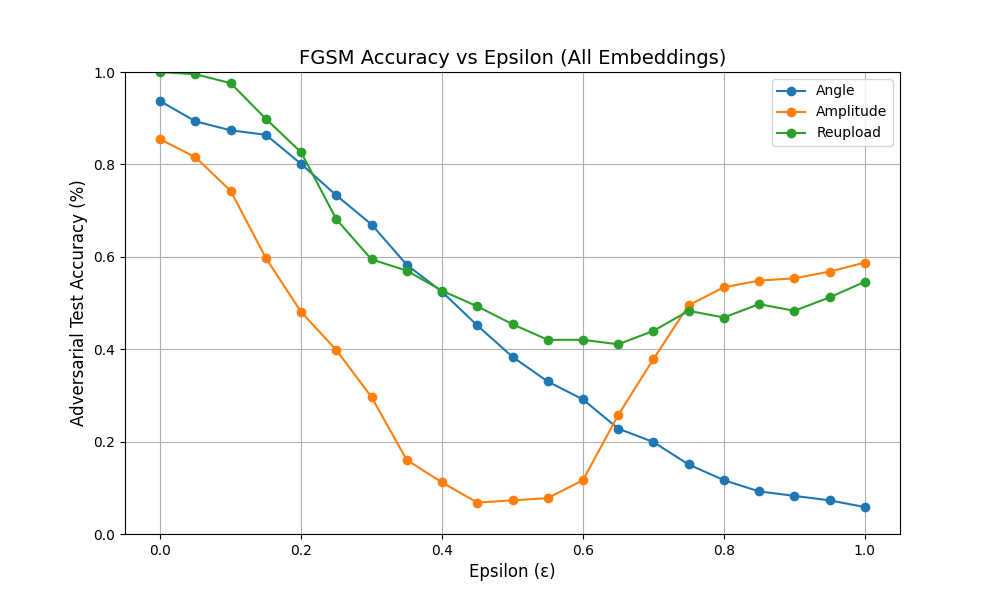 FGSM Accuracy vs Epsilon (All Embeddings)
Adversarial Test Accuracy (%)
1.0
0.8
0.6
0.4
0.2
0.0
Angle
Amplitude
Reupload
0.0 0.2 0.4 0.6 0.8 1.0
Epsilon (ε)